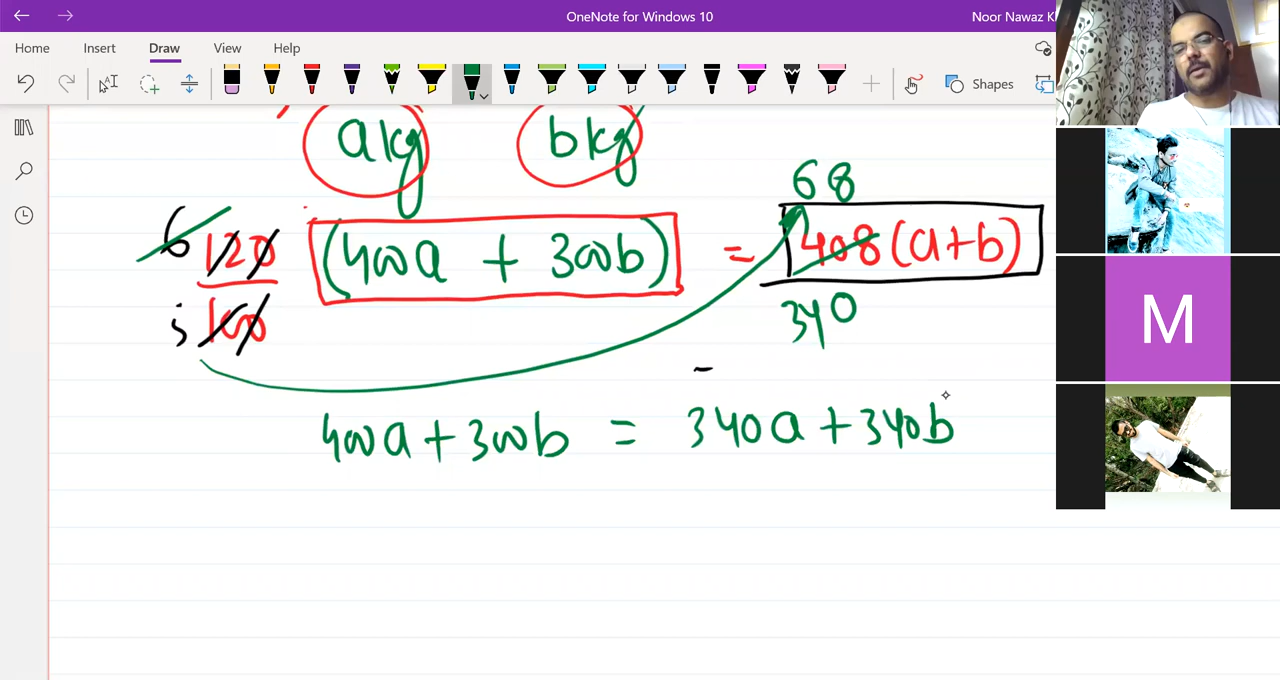 OneNote for Windows 10
Noor Nawaz K
Home Insert Draw View Help
Shapes
akg bkg
68
6 120 (400a + 300b) = 408 (a+b)
5 100 340
-
400a + 300b = 340a + 340b
M